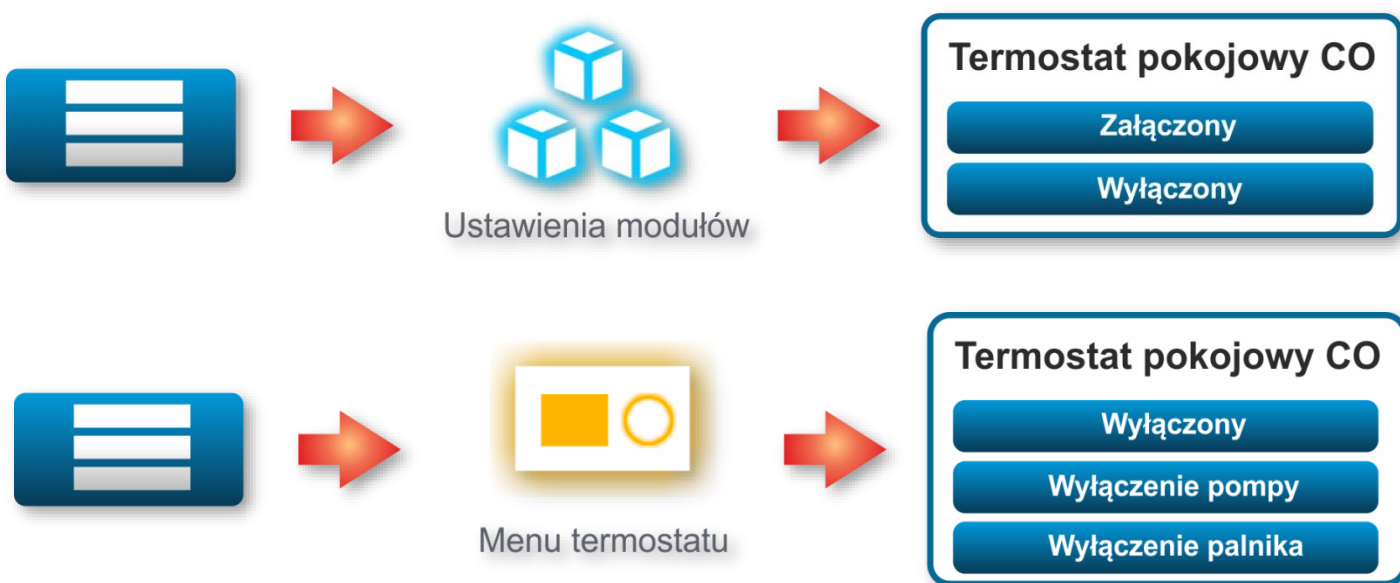 Termostat pokojowy CO
Załączony
Wyłączony
Ustawienia modułów
Termostat pokojowy CO
Wyłączony
Wyłączenie pompy
Wyłączenie palnika
Menu termostatu